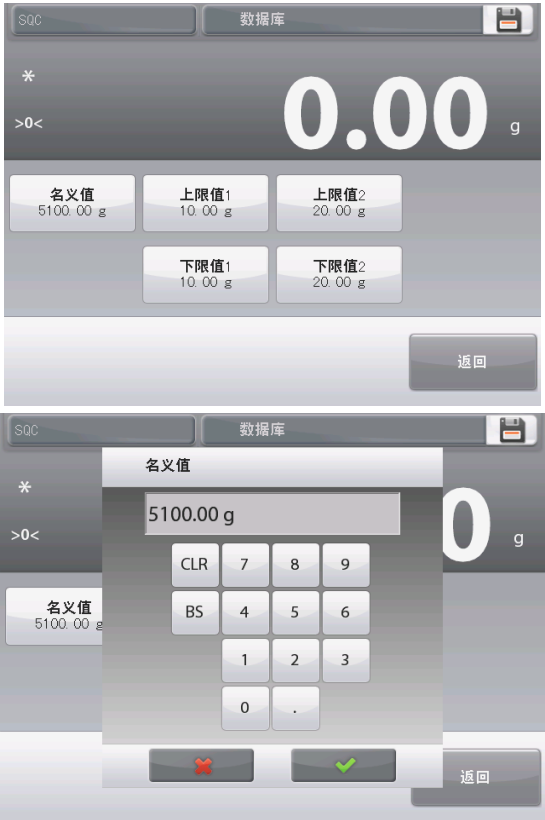 SQC 数据库
*
>0<
0.00 g
名义值 上限值1 上限值2
5100.00 g 10.00 g 20.00 g
下限值1 下限值2
10.00 g 20.00 g
返回
SQC 数据库
*
>0<
0 g
名义值
5100.00 g
名义值
5100.00 g
CLR 7 8 9
BS 4 5 6
1 2 3
0 .
返回